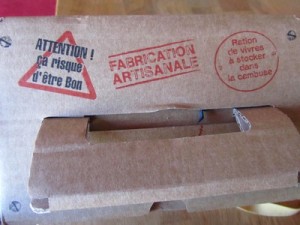 ATTENTION !
ça risque
d'être Bon
FABRICATION
ARTISANALE
Ration
de vivres
à stocker
dans
la cambuse